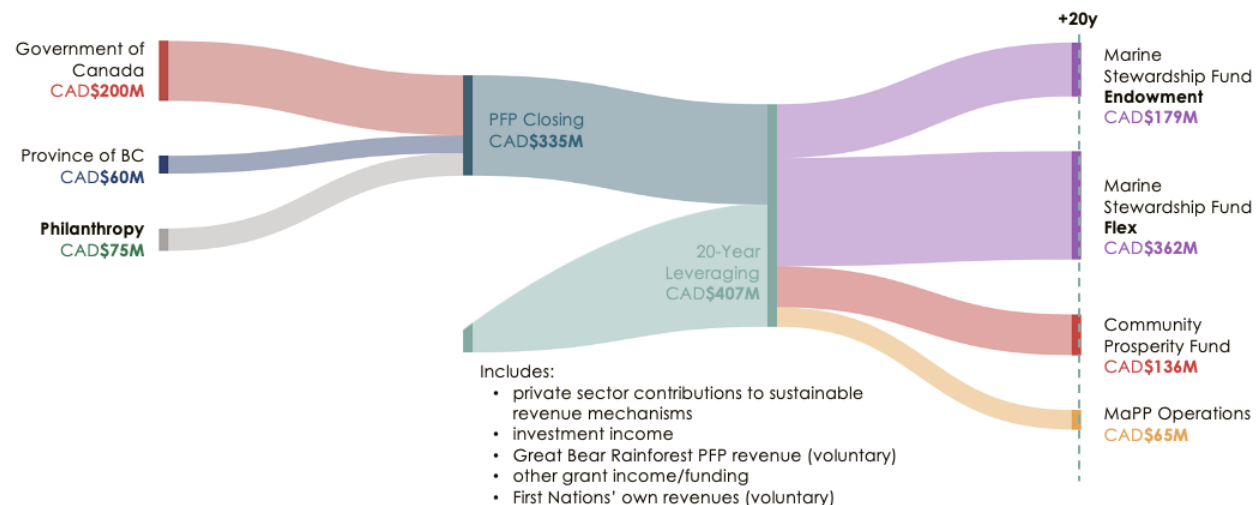 Government of
Canada
CAD$200M
Province of BC
CAD$60M
Philanthropy
CAD$75M
PFP Closing
CAD$335M
20-Year
Leveraging
CAD$407M
Includes:
• private sector contributions to sustainable
revenue mechanisms
• investment income
• Great Bear Rainforest PFP revenue (voluntary)
• other grant income/funding
• First Nations’ own revenues (voluntary)
+20y
Marine
Stewardship Fund
Endowment
CAD$179M
Marine
Stewardship Fund
Flex
CAD$362M
Community
Prosperity Fund
CAD$136M
MaPP Operations
CAD$65M